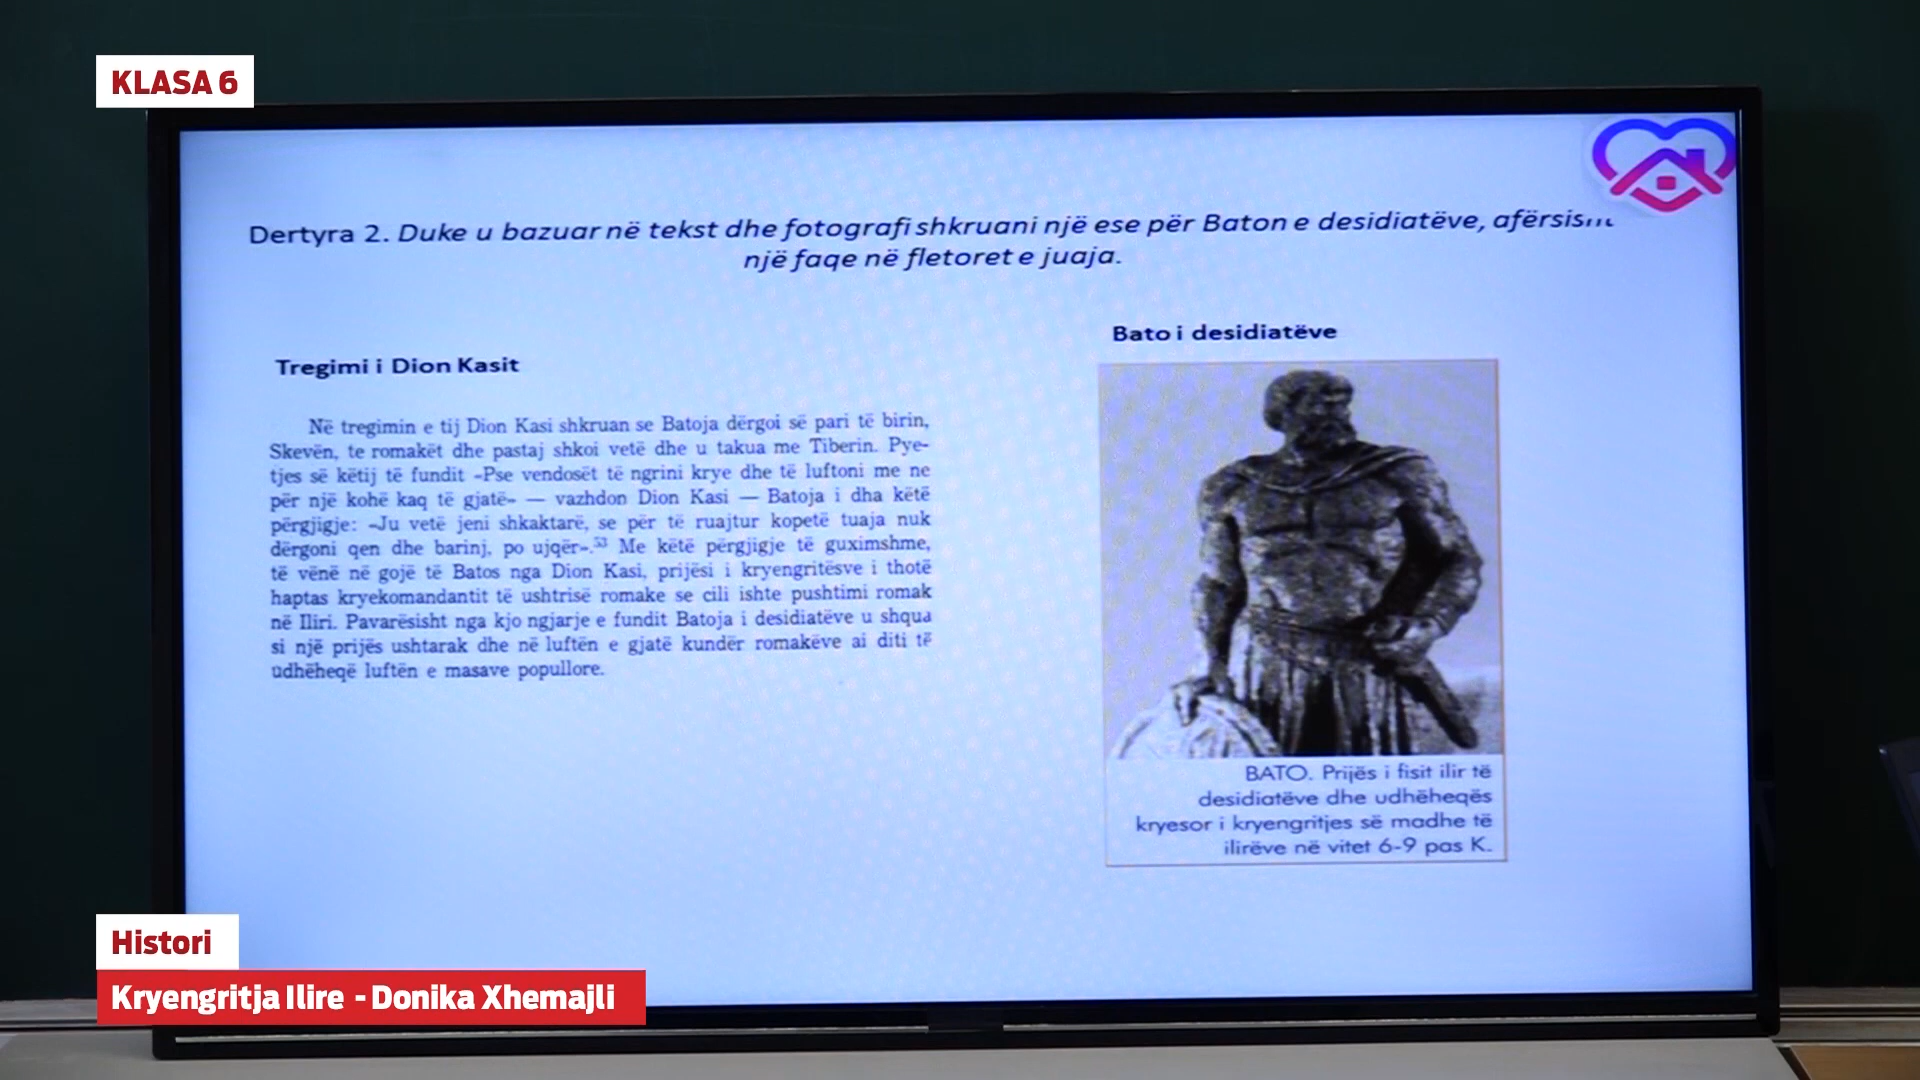 KLASA 6
Dertyra 2. Duke u bazuar në tekst dhe fotografi shkruani një ese për Baton e desidiatëve,
një faqe në fletoret e juaja.
Tregimi i Dion Kasit
Në tregimin e tij Dion Kasi shkruan se Batoja dërgoi së pari të birin,
Skevën, te romakët dhe pastaj shkoi vetë dhe u takua me Tiberin. Pye-
tjes së këtij të fundit «Pse vendosët të ngrini krye dhe të luftoni me ne
për një kohë kaq të gjatë» — vazhdon Dion Kasi — Batoja i dha këtë
përgjigje: «Ju vetë jeni shkaktarë, se për të ruajtur kopetë tuaja nuk
dërgoni qen dhe barinj, po ujqër».53 Me këtë përgjigje të guximshme,
të vënë në gojë të Batos nga Dion Kasi, prijësi i kryengritësve i thotë
haptas kryekomandantit të ushtrisë romake se cili ishte pushtimi romak
në Iliri. Pavarësisht nga kjo ngjarje e fundit Batoja i desidiatëve u shqua
si një prijës ushtarak dhe në luftën e gjatë kundër romakëve ai diti të
udhëheqë luftën e masave popullore.
Bato i desidiatëve
BATO. Prijës i fisit ilir të
desidiatëve dhe udhëheqës
kryesor i kryengritjes së madhe të
ilirëve në vitet 6-9 pas K.
Histori
Kryengritja Ilire - Donika Xhemajli